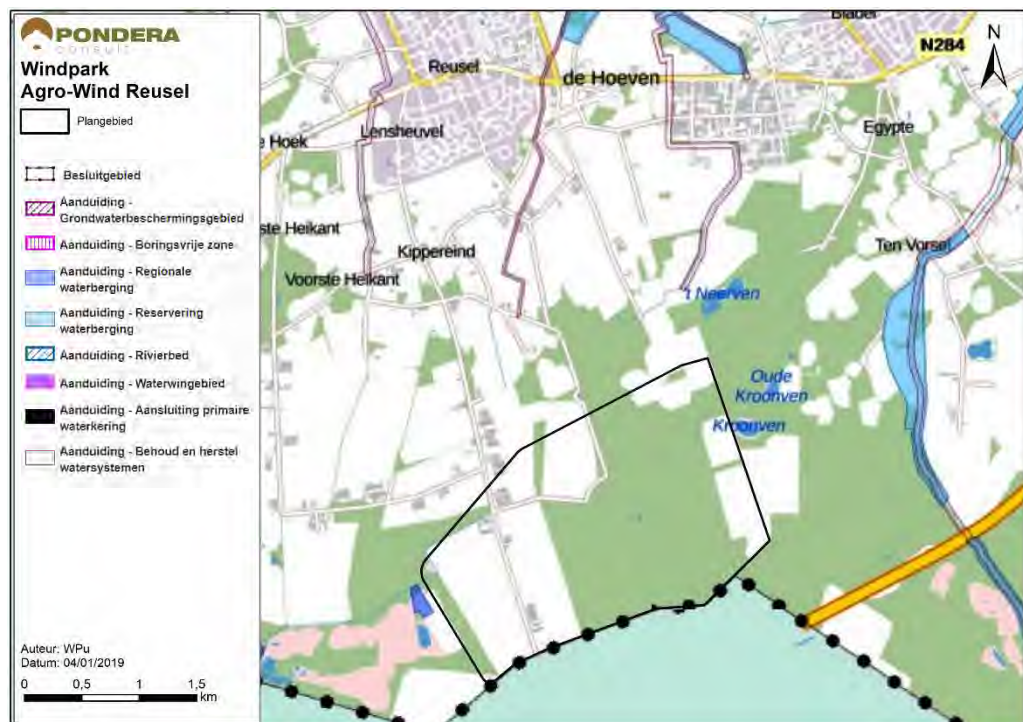 PONDERA
consult
Windpark
Agro-Wind Reusel
Plangebied
Besluitgebied
Aanduiding -
Grondwaterbeschermingsgebied
Aanduiding - Boringsvrije zone
Aanduiding - Regionale
waterberging
Aanduiding - Reservering
waterberging
Aanduiding - Rivierbed
Aanduiding - Waterwingebied
Aanduiding - Aansluiting primaire
waterkering
Aanduiding - Behoud en herstel
watersystemen
Auteur: WPu
Datum: 04/01/2019
0 0,5 1 1,5
km
N
N284
Reusel
de Hoeven
Lensheuvel
e Hoek
Egypte
ste Heikant
Kippereind
Ten Vorsel
Voorste Heikant
't Neerven
Oude
Kroonven
Kroonven